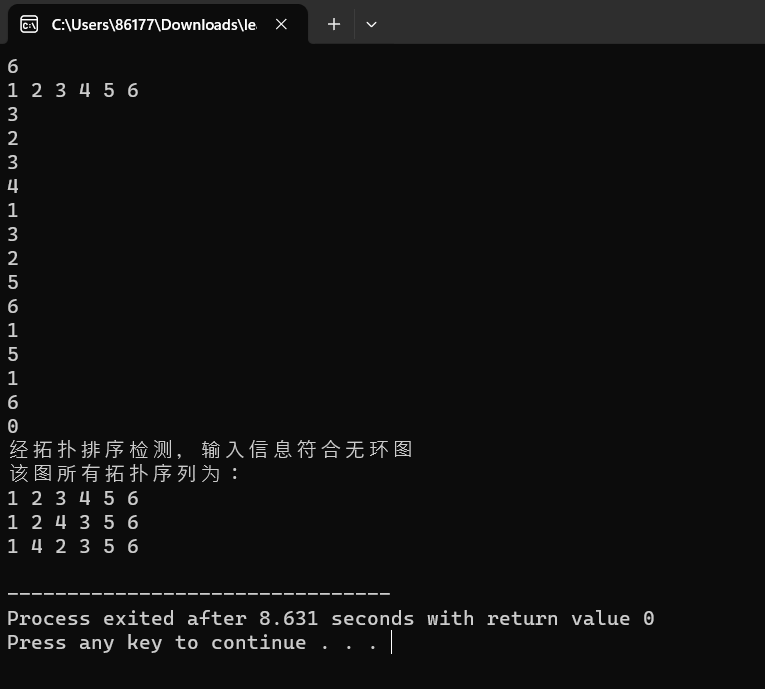 C:\Users\86177\Downloads\le
6
1 2 3 4 5 6
3
2
3
4
1
3
2
5
6
1
5
1
6
0
经拓扑排序检测，输入信息符合无环图
该图所有拓扑序列为：
1 2 3 4 5 6
1 2 4 3 5 6
1 4 2 3 5 6
--------------------------------
Process exited after 8.631 seconds with return value 0
Press any key to continue . . .